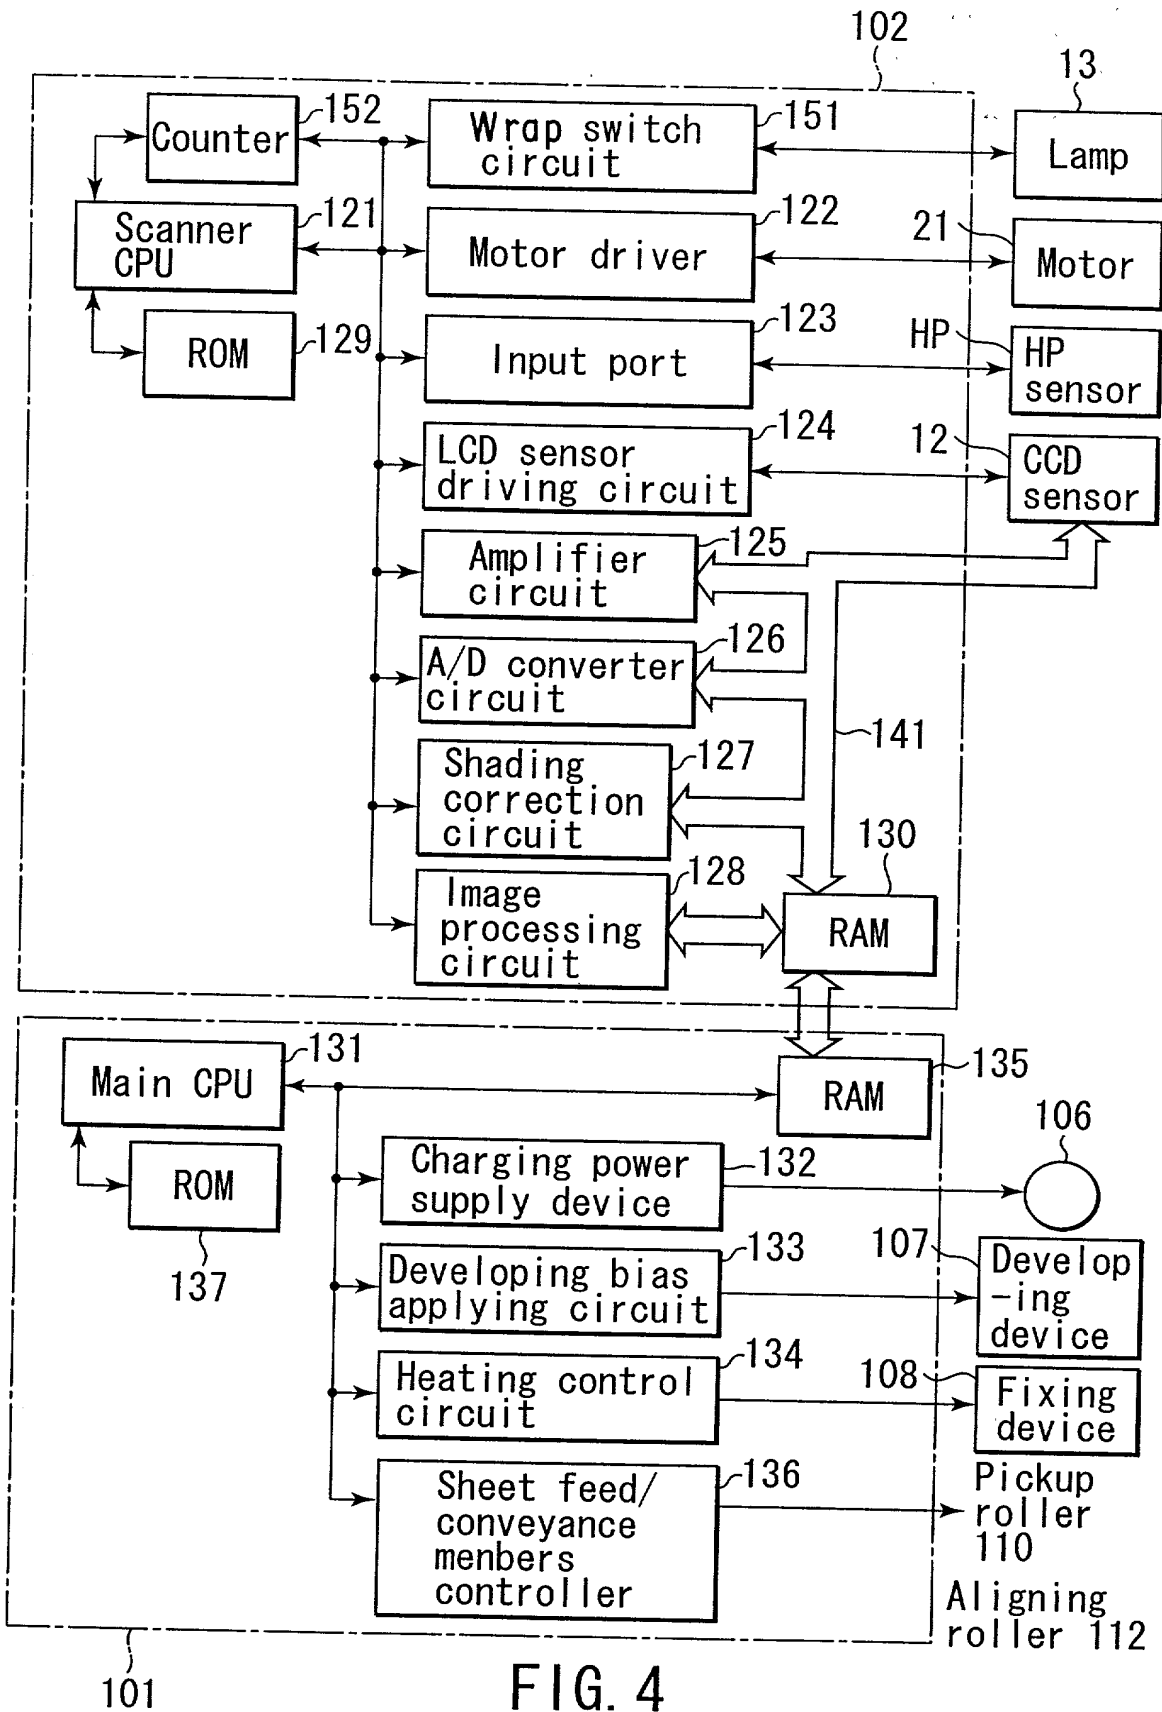 102
13
152
Counter
Wrap switch
circuit
151
Lamp
Scanner
CPU
121
Motor driver
122
21
Motor
ROM
129
Input port
123
HP
HP
sensor
LCD sensor
driving circuit
124
12
CCD
sensor
Amplifier
circuit
125
A/D converter
circuit
126
141
Shading
correction
circuit
127
130
Image
processing
circuit
128
RAM
131
Main CPU
135
RAM
ROM
137
Charging power
supply device
132
106
Developing bias
applying circuit
133
107
Develop
-ing
device
Heating control
circuit
134
108
Fixing
device
Sheet feed/
conveyance
menbers
controller
136
Pickup
roller
110
Aligning
roller 112
101
FIG. 4